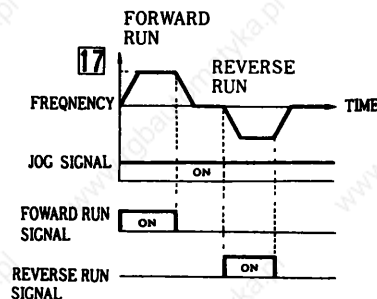 FORWARD
RUN
17
REVERSE
RUN
FREQNENCY
TIME
JOG SIGNAL
ON
FOWARD RUN
SIGNAL
ON
REVERSE RUN
SIGNAL
ON